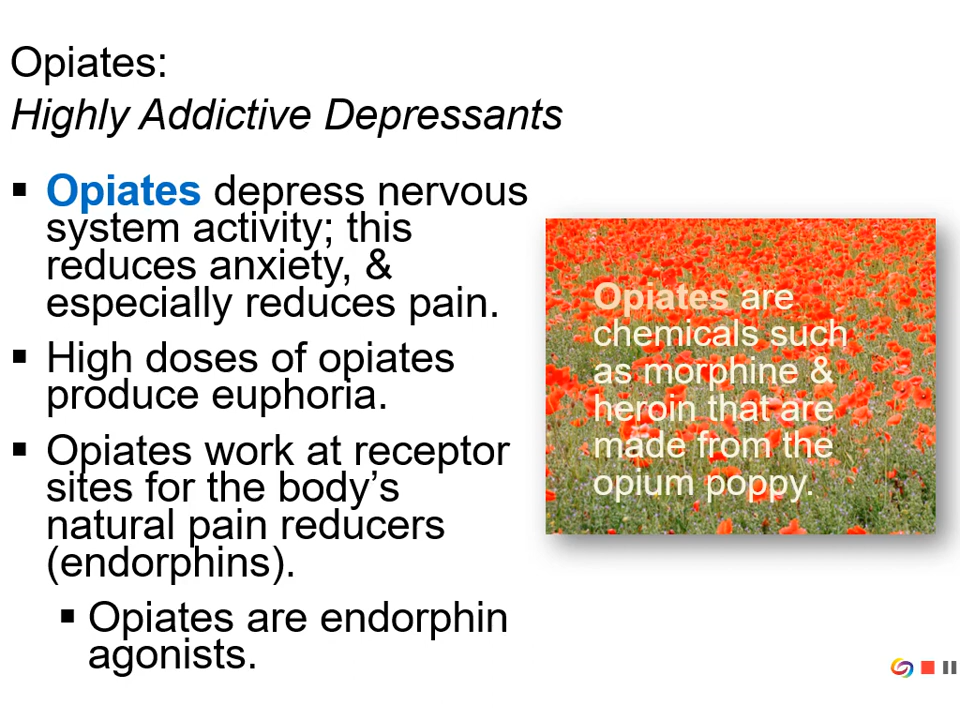 Opiates:
Highly Addictive Depressants
▪ Opiates depress nervous
system activity; this
reduces anxiety, &
especially reduces pain.
▪ High doses of opiates
produce euphoria.
▪ Opiates work at receptor
sites for the body’s
natural pain reducers
(endorphins).
▪ Opiates are endorphin
agonists.
Opiates are
chemicals such
as morphine &
heroin that are
made from the
opium poppy.